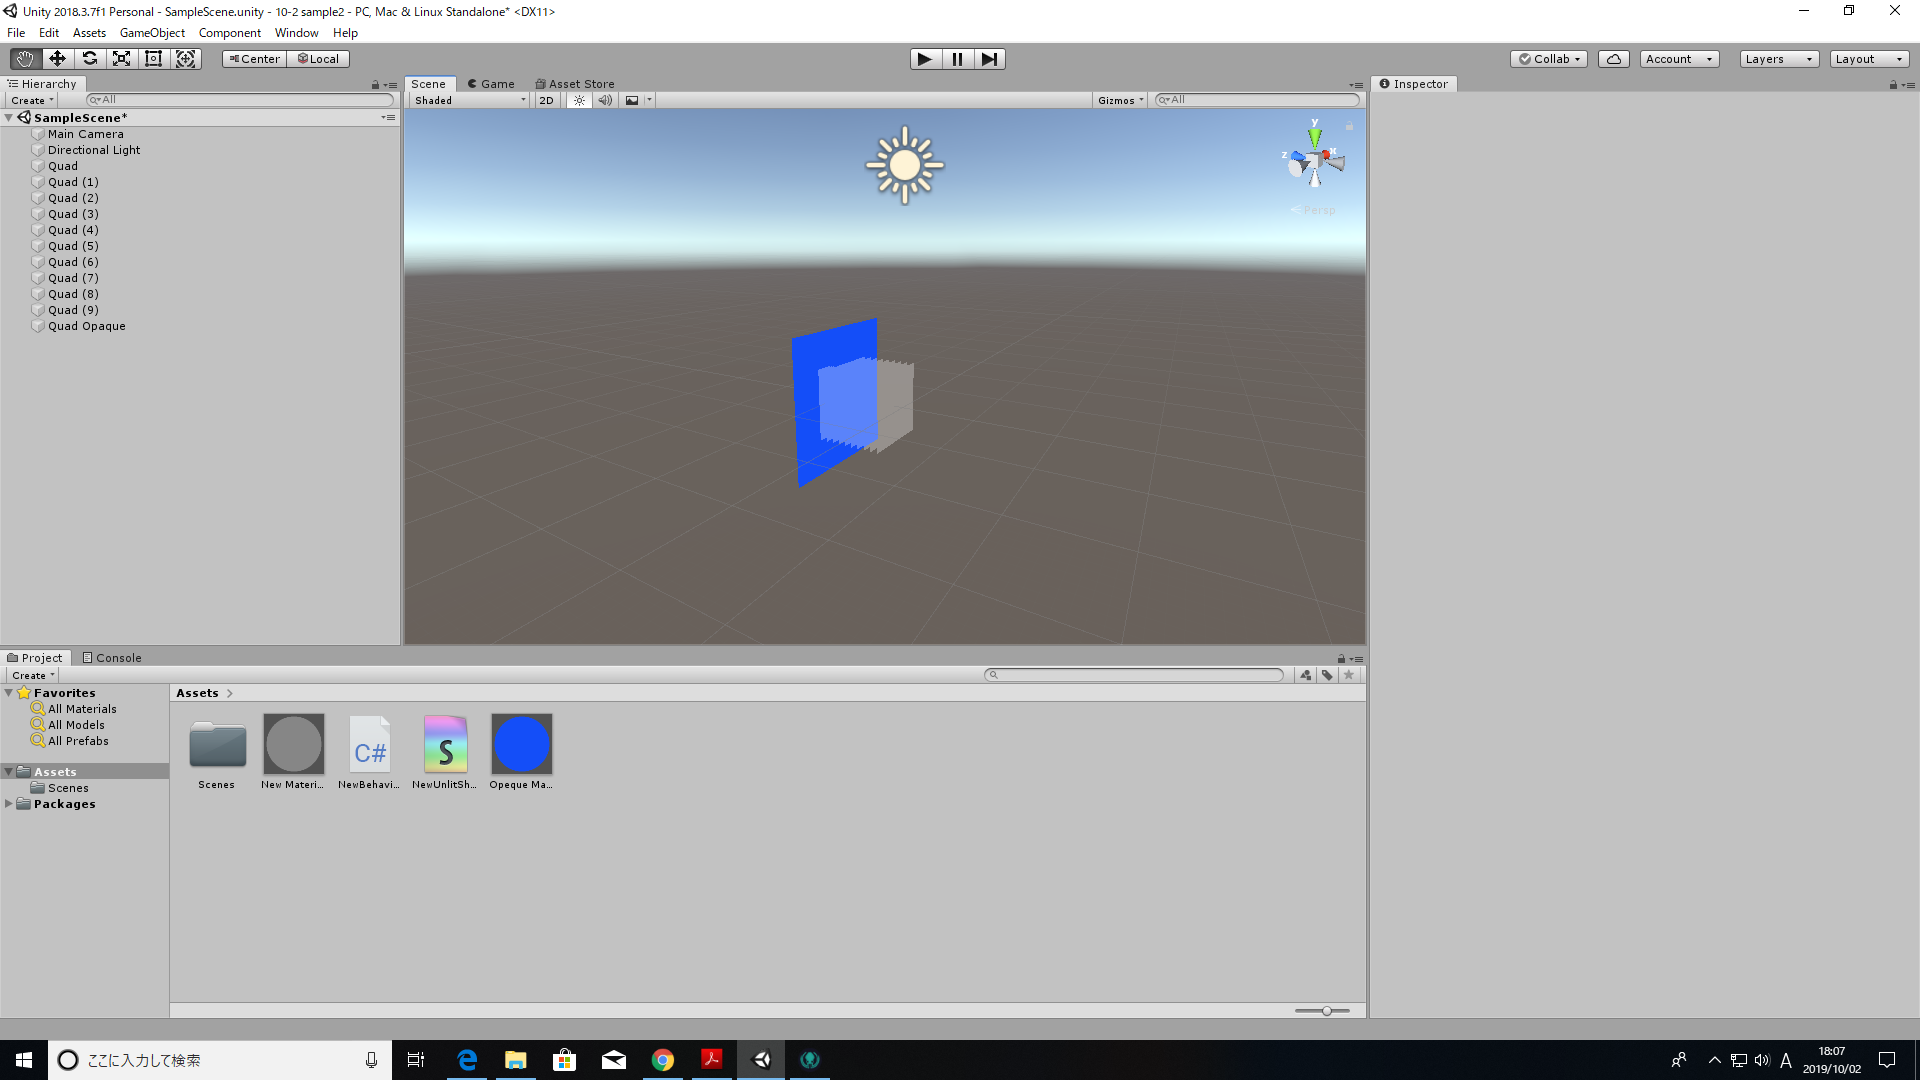 Unity 2018.3.7f1 Personal - SampleScene.unity - 10-2 sample2 - PC, Mac & Linux Standalone* <DX11>
File Edit Assets GameObject Component Window Help
Center Local Collab Account Layers Layout
Hierarchy
Create All
SampleScene*
Main Camera
Directional Light
Quad
Quad (1)
Quad (2)
Quad (3)
Quad (4)
Quad (5)
Quad (6)
Quad (7)
Quad (8)
Quad (9)
Quad Opaque
Scene Game Asset Store
Shaded 2D Gizmos All
y
z x
Persp
Inspector
Project Console
Create
Favorites
All Materials
All Models
All Prefabs
Assets
Scenes
Packages
Assets
C# S
Scenes New Materi... NewBehavi... NewUnlitSh... Opeque Ma...
ここに入力して検索
A
18:07
2019/10/02